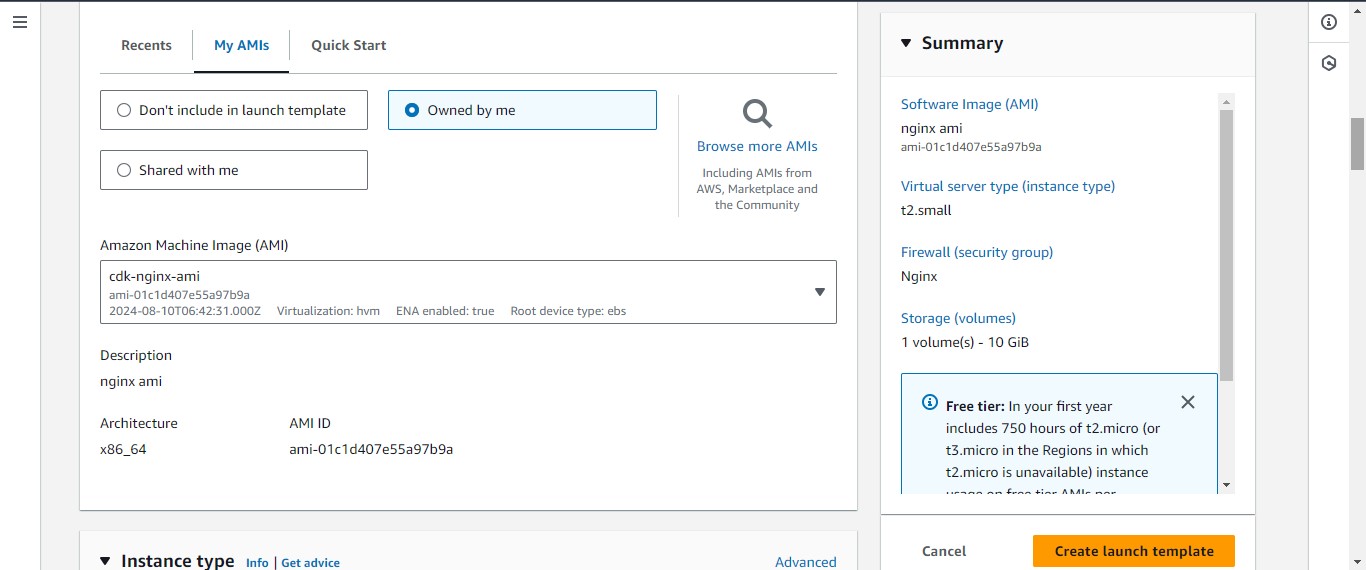 Recents
My AMIs
Quick Start
Don't include in launch template
Owned by me
Shared with me
Browse more AMIs
Including AMIs from
AWS, Marketplace and
the Community
Amazon Machine Image (AMI)
cdk-nginx-ami
ami-01c1d407e55a97b9a
2024-08-10T06:42:31.000Z Virtualization: hvm ENA enabled: true Root device type: ebs
Description
nginx ami
Architecture
AMI ID
x86_64
ami-01c1d407e55a97b9a
Instance type Info | Get advice
Advanced
Summary
Software Image (AMI)
nginx ami
ami-01c1d407e55a97b9a
Virtual server type (instance type)
t2.small
Firewall (security group)
Nginx
Storage (volumes)
1 volume(s) - 10 GiB
Free tier: In your first year
includes 750 hours of t2.micro (or
t3.micro in the Regions in which
t2.micro is unavailable) instance
usage on free tier AMIs per
Cancel
Create launch template